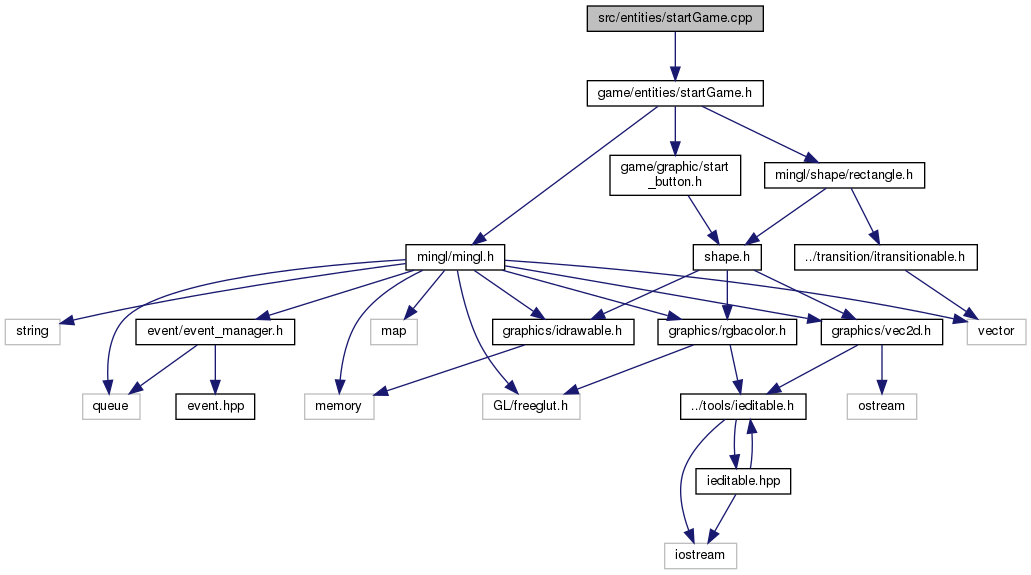 src/entities/startGame.cpp
game/entities/startGame.h
game/graphic/start
_button.h
mingl/shape/rectangle.h
mingl/mingl.h
shape.h
../transition/itransitionable.h
string
event/event_manager.h
map
graphics/idrawable.h
graphics/rgbacolor.h
graphics/vec2d.h
vector
queue
event.hpp
memory
GL/freeglut.h
../tools/ieditable.h
ostream
ieditable.hpp
iostream